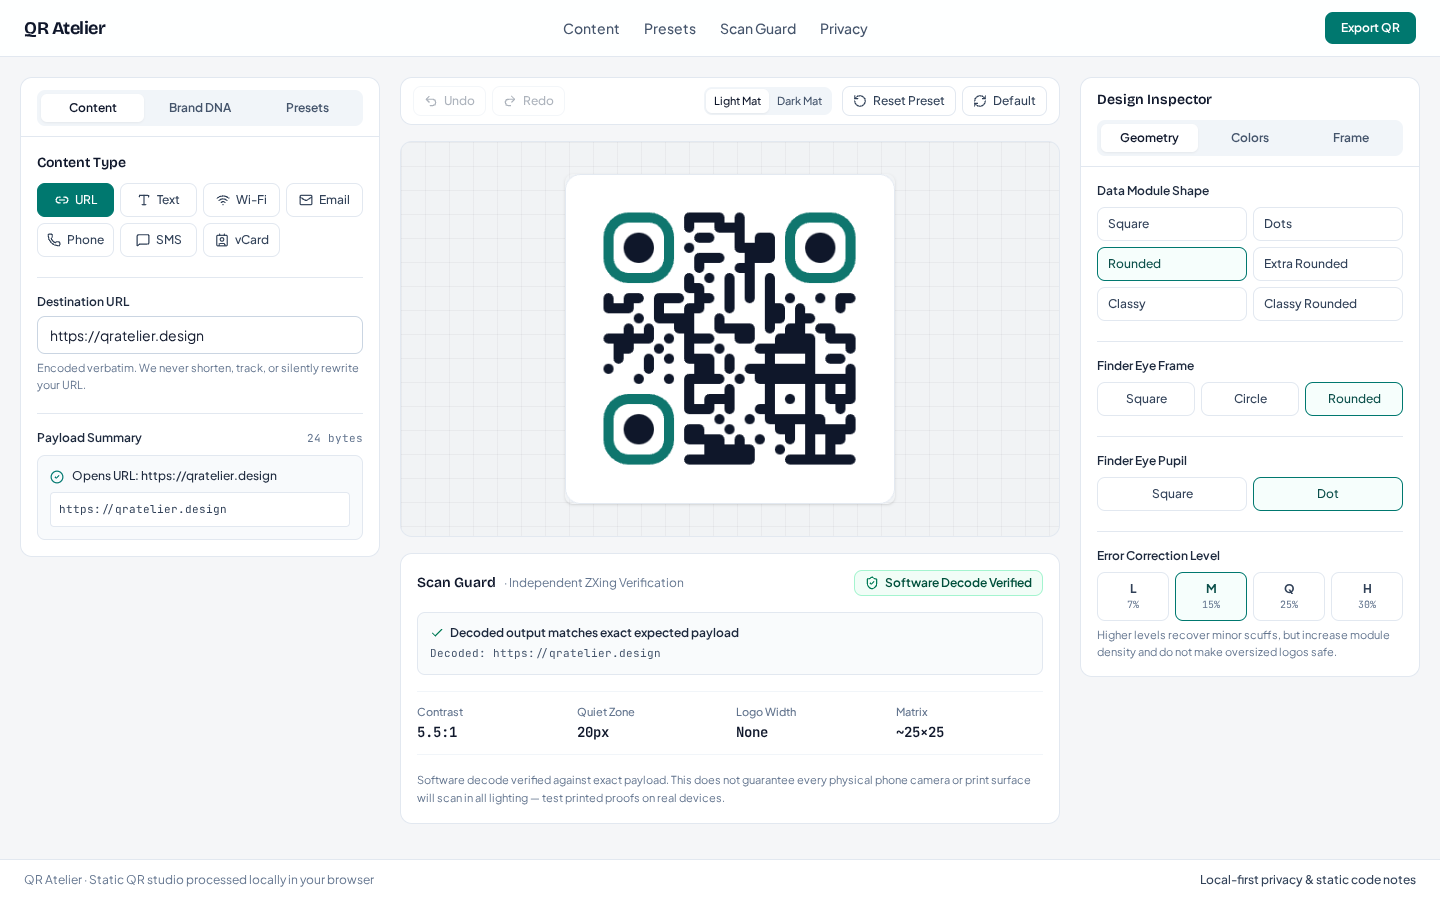 QR Atelier
Content Presets Scan Guard Privacy
Export QR
Content Brand DNA Presets
Content Type
URL Text Wi-Fi Email
Phone SMS vCard
Destination URL
https://qratelier.design
Encoded verbatim. We never shorten, track, or silently rewrite
your URL.
Payload Summary 24 bytes
Opens URL: https://qratelier.design
https://qratelier.design
Undo Redo Light Mat Dark Mat Reset Preset Default
Scan Guard · Independent ZXing Verification Software Decode Verified
Decoded output matches exact expected payload
Decoded: https://qratelier.design
Contrast Quiet Zone Logo Width Matrix
5.5:1 20px None ~25×25
Software decode verified against exact payload. This does not guarantee every physical phone camera or print surface
will scan in all lighting — test printed proofs on real devices.
Design Inspector
Geometry Colors Frame
Data Module Shape
Square Dots
Rounded Extra Rounded
Classy Classy Rounded
Finder Eye Frame
Square Circle Rounded
Finder Eye Pupil
Square Dot
Error Correction Level
L M Q H
7% 15% 25% 30%
Higher levels recover minor scuffs, but increase module
density and do not make oversized logos safe.
QR Atelier · Static QR studio processed locally in your browser
Local-first privacy & static code notes